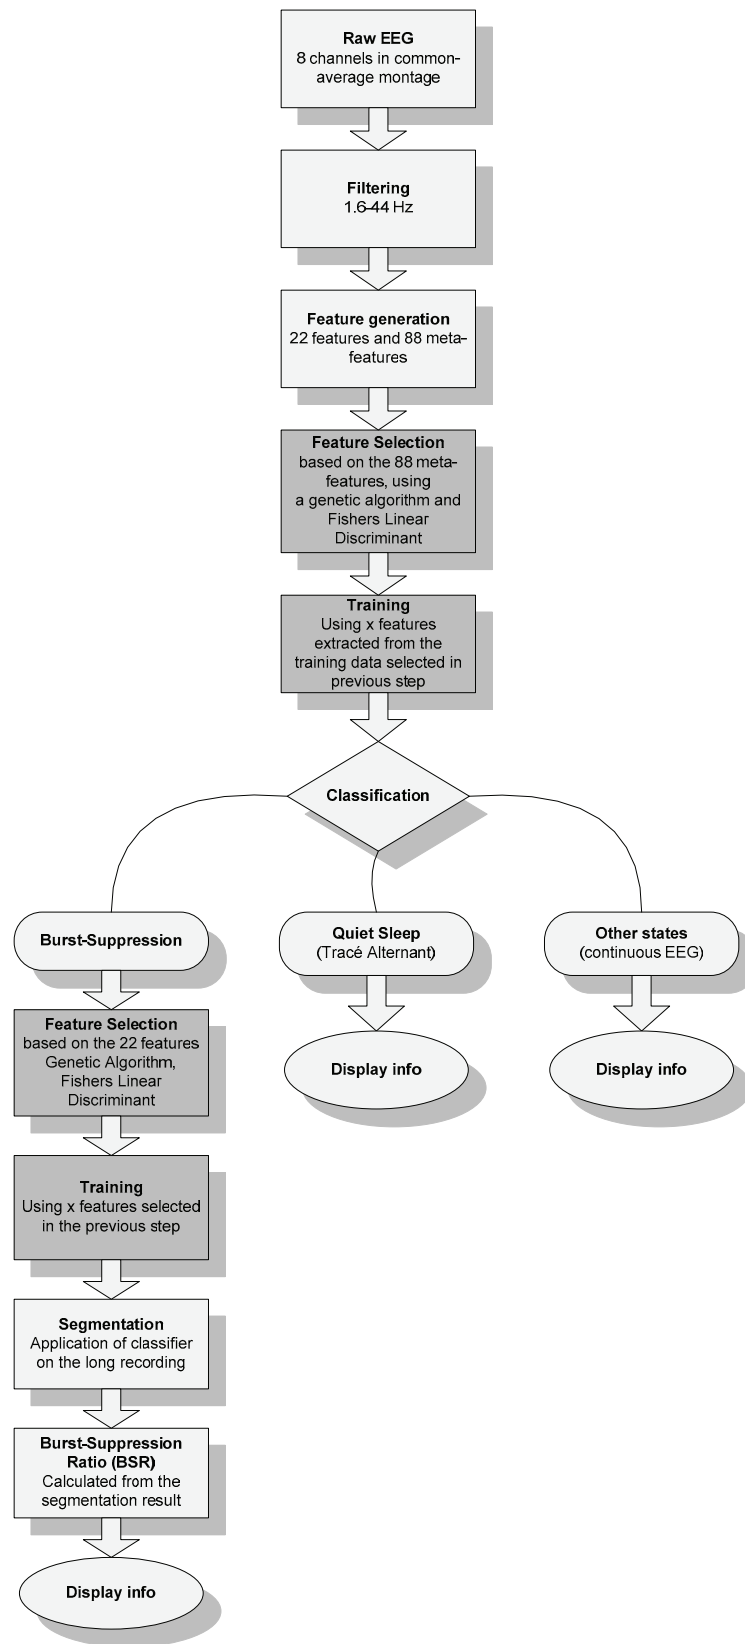 Raw EEG
8 channels in common-
average montage
Filtering
1.6-44 Hz
Feature generation
22 features and 88 meta-
features
Feature Selection
based on the 88 meta-
features, using
a genetic algorithm and
Fishers Linear
Discriminant
Training
Using x features
extracted from the
training data selected in
previous step
Classification
Burst-Suppression
Quiet Sleep
(Tracé Alternant)
Other states
(continuous EEG)
Feature Selection
based on the 22 features
Genetic Algorithm,
Fishers Linear
Discriminant
Display info
Display info
Training
Using x features selected
in the previous step
Segmentation
Application of classifier
on the long recording
Burst-Suppression
Ratio (BSR)
Calculated from the
segmentation result
Display info